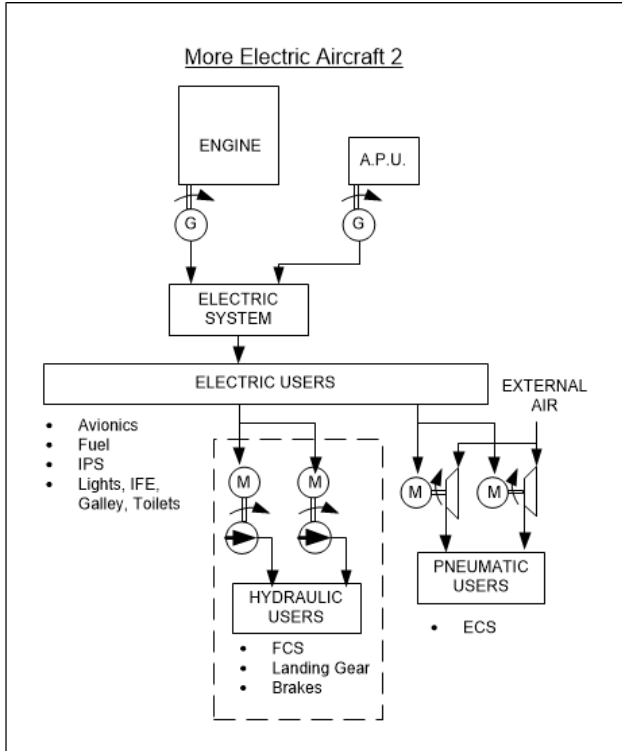 More Electric Aircraft 2
ENGINE
A.P.U.
G
G
ELECTRIC
SYSTEM
ELECTRIC USERS
EXTERNAL
AIR
• Avionics
• Fuel
• IPS
• Lights, IFE,
Galley, Toilets
M
M
M
M
HYDRAULIC
USERS
PNEUMATIC
USERS
• FCS
• Landing Gear
• Brakes
• ECS